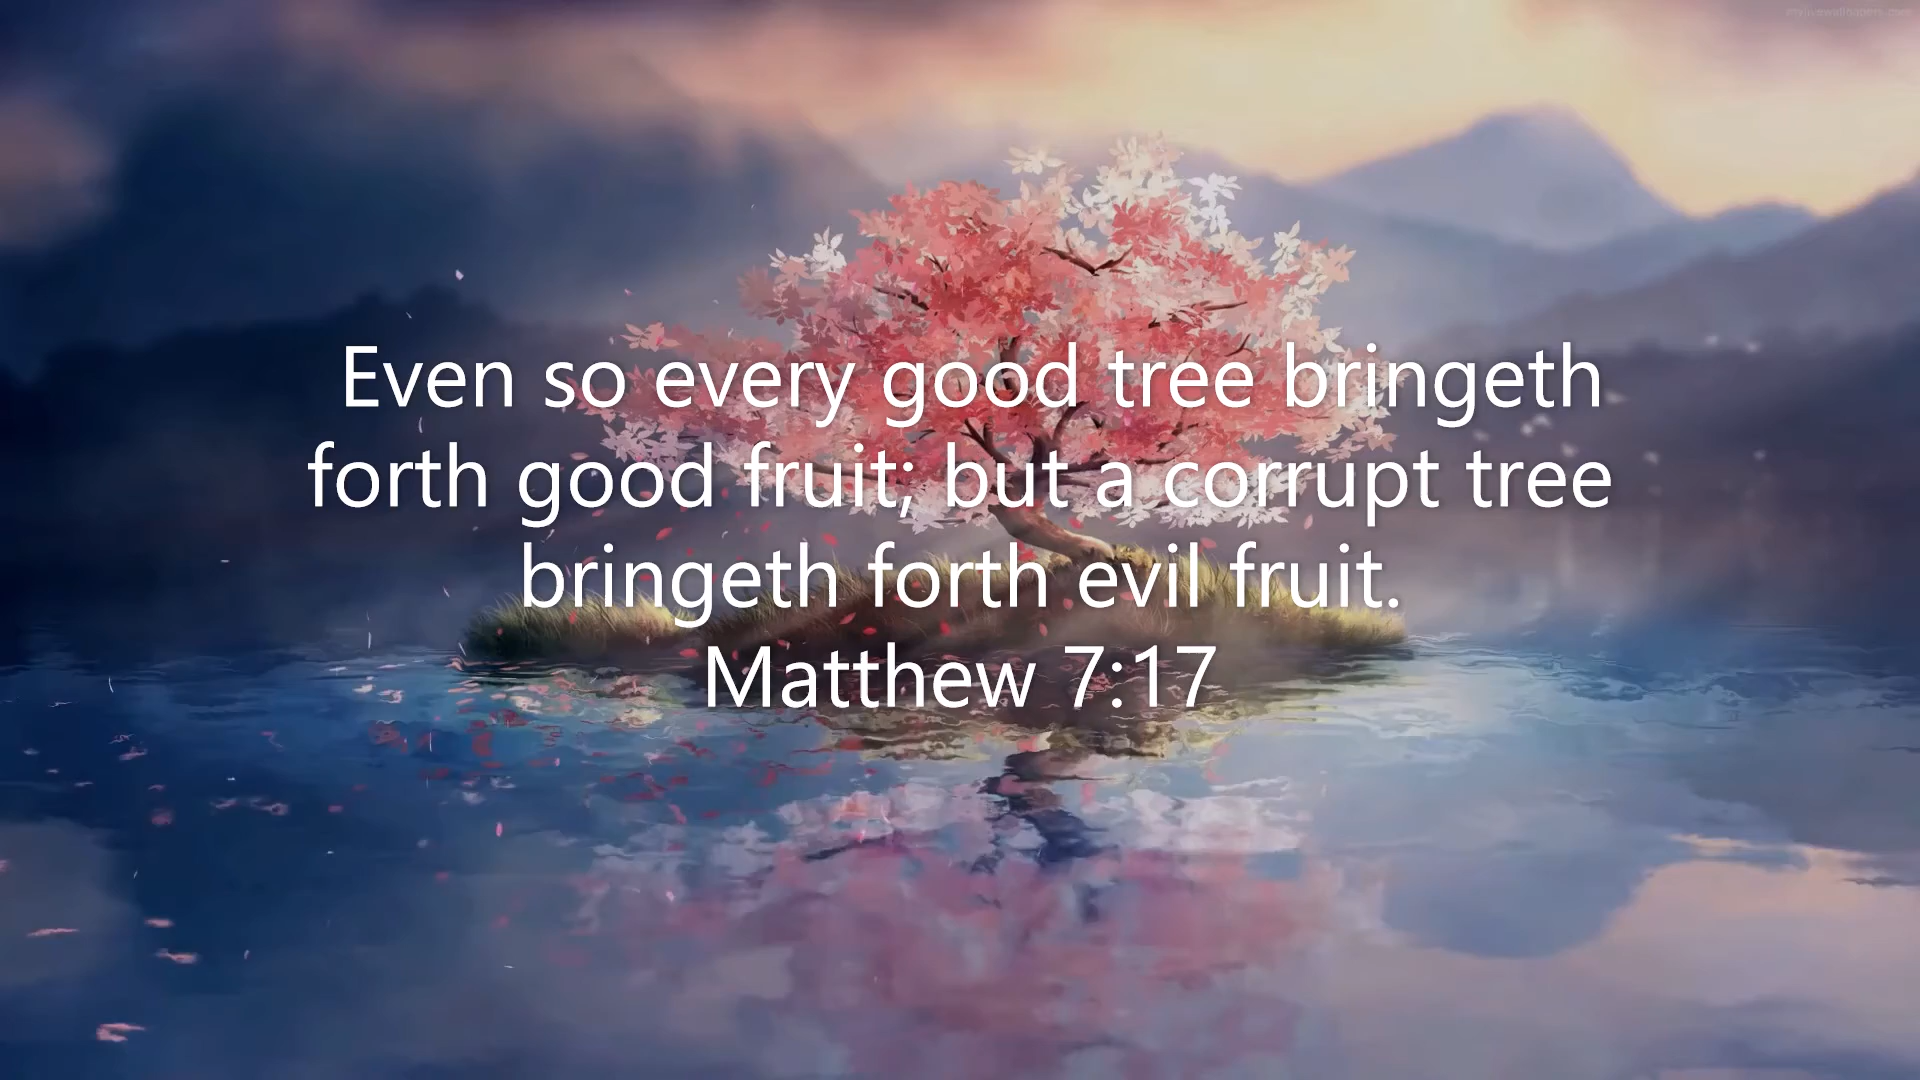 Even so every good tree bringeth
forth good fruit; but a corrupt tree
bringeth forth evil fruit.
Matthew 7:17